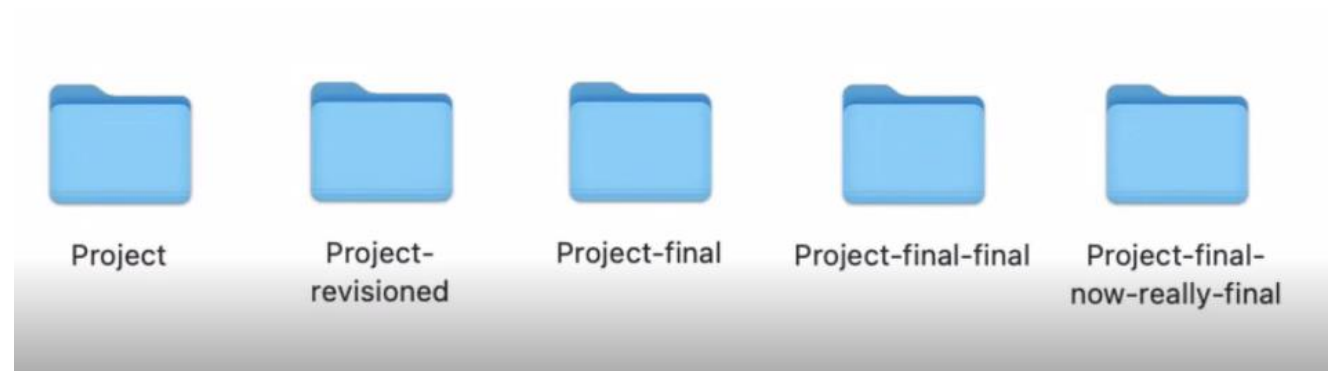 Project
Project-
revisioned
Project-final
Project-final-final
Project-final-
now-really-final